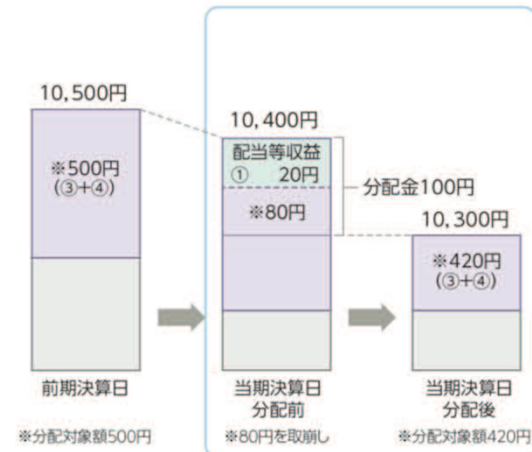 10,500円
※500円
(③+④)
前期決算日
※分配対象額500円
10,400円
配当等収益
① 20円
※80円
分配金100円
当期決算日
分配前
※80円を取崩し
10,300円
※420円
(③+④)
当期決算日
分配後
※分配対象額420円